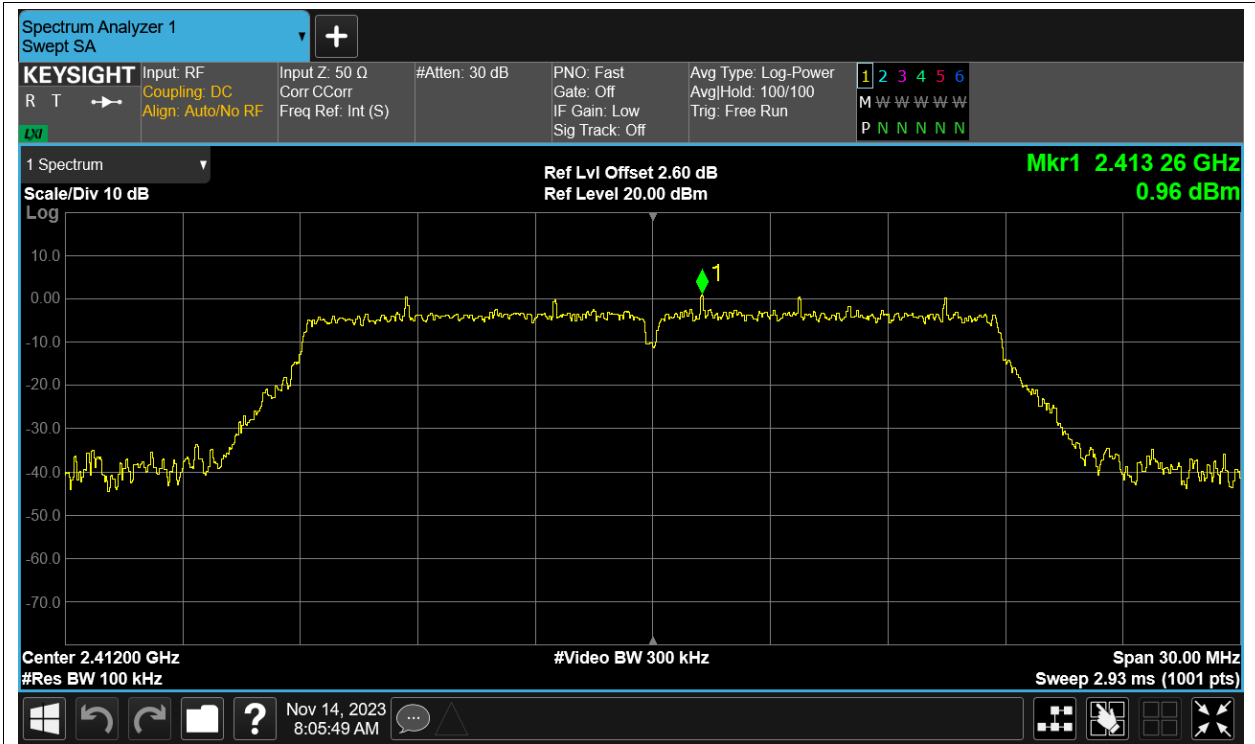 Spectrum Analyzer 1
Swept SA
+
KEYSIGHT
R T
LXI
Input: RF
Coupling: DC
Align: Auto/No RF
Input Z: 50 Ω
Corr CCorr
Freq Ref: Int (S)
#Atten: 30 dB
PNO: Fast
Gate: Off
IF Gain: Low
Sig Track: Off
Avg Type: Log-Power
Avg|Hold: 100/100
Trig: Free Run
1 2 3 4 5 6
M W W W W W W
P N N N N N N
1 Spectrum
Scale/Div 10 dB
Log
Ref Lvl Offset 2.60 dB
Ref Level 20.00 dBm
Mkr1 2.413 26 GHz
0.96 dBm
1
10.0
0.00
-10.0
-20.0
-30.0
-40.0
-50.0
-60.0
-70.0
Center 2.41200 GHz
#Res BW 100 kHz
#Video BW 300 kHz
Span 30.00 MHz
Sweep 2.93 ms (1001 pts)
?
Nov 14, 2023
8:05:49 AM